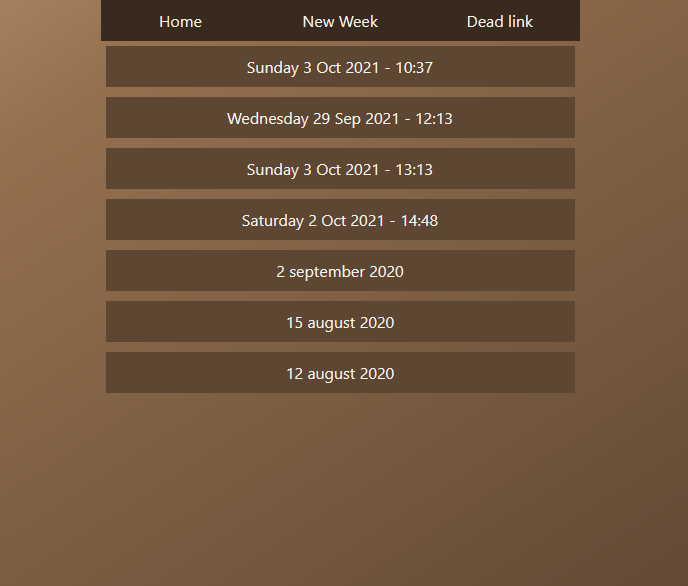 Home New Week Dead link
Sunday 3 Oct 2021 - 10:37
Wednesday 29 Sep 2021 - 12:13
Sunday 3 Oct 2021 - 13:13
Saturday 2 Oct 2021 - 14:48
2 september 2020
15 august 2020
12 august 2020